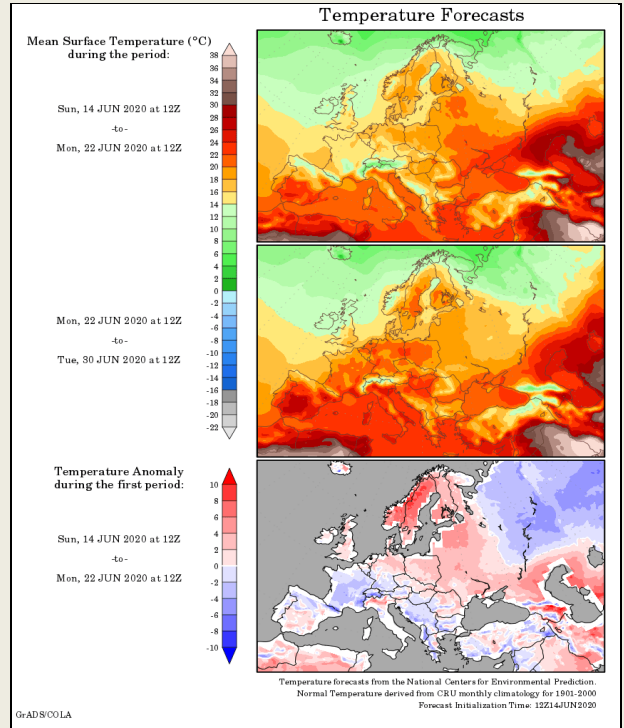 Temperature Forecasts
Mean Surface Temperature (°C)
during the period:
Sun, 14 JUN 2020 at 12Z
-to-
Mon, 22 JUN 2020 at 12Z
38
36
34
32
30
28
26
24
22
20
18
16
14
12
10
8
6
4
2
0
-2
-4
-6
-8
-10
-12
-14
-16
-18
-20
-22
Mon, 22 JUN 2020 at 12Z
-to-
Tue, 30 JUN 2020 at 12Z
Temperature Anomaly
during the first period:
Sun, 14 JUN 2020 at 12Z
-to-
Mon, 22 JUN 2020 at 12Z
10
8
6
4
2
0
-2
-4
-6
-8
-10
Temperature forecasts from the National Centers for Environmental Prediction.
Normal Temperature derived from CRU monthly climatology for 1901-2000
Forecast Initialization Time: 12Z14JUN2020
GrADS/COLA